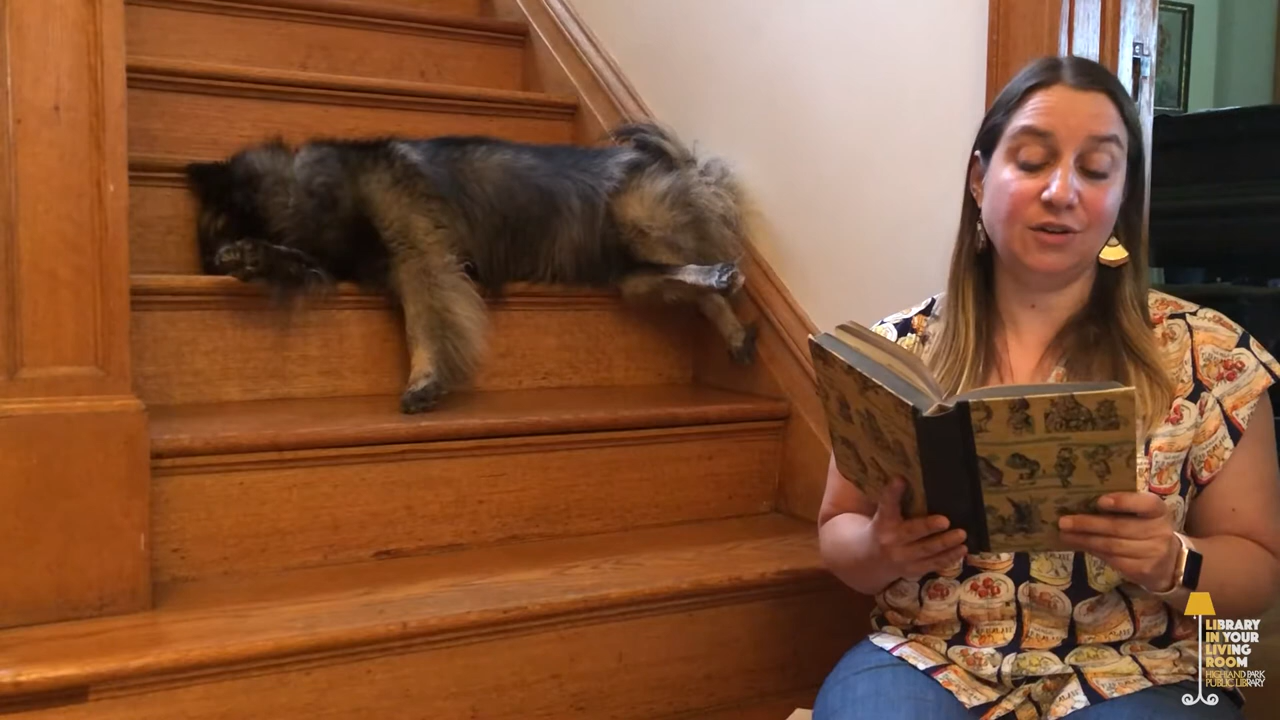 LIBRARY
IN YOUR
LIVING
ROOM
HIGHLAND PARK
PUBLIC LIBRARY